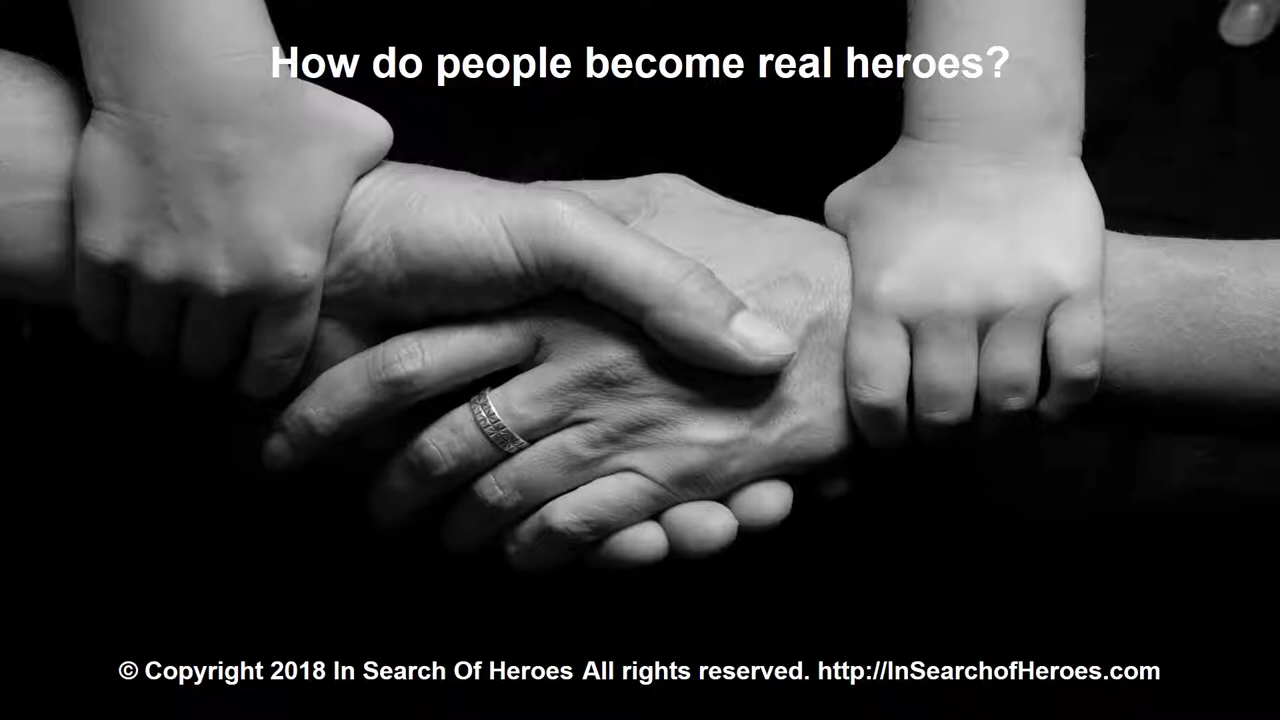 How do people become real heroes?
© Copyright 2018 In Search Of Heroes All rights reserved. http://InSearchofHeroes.com